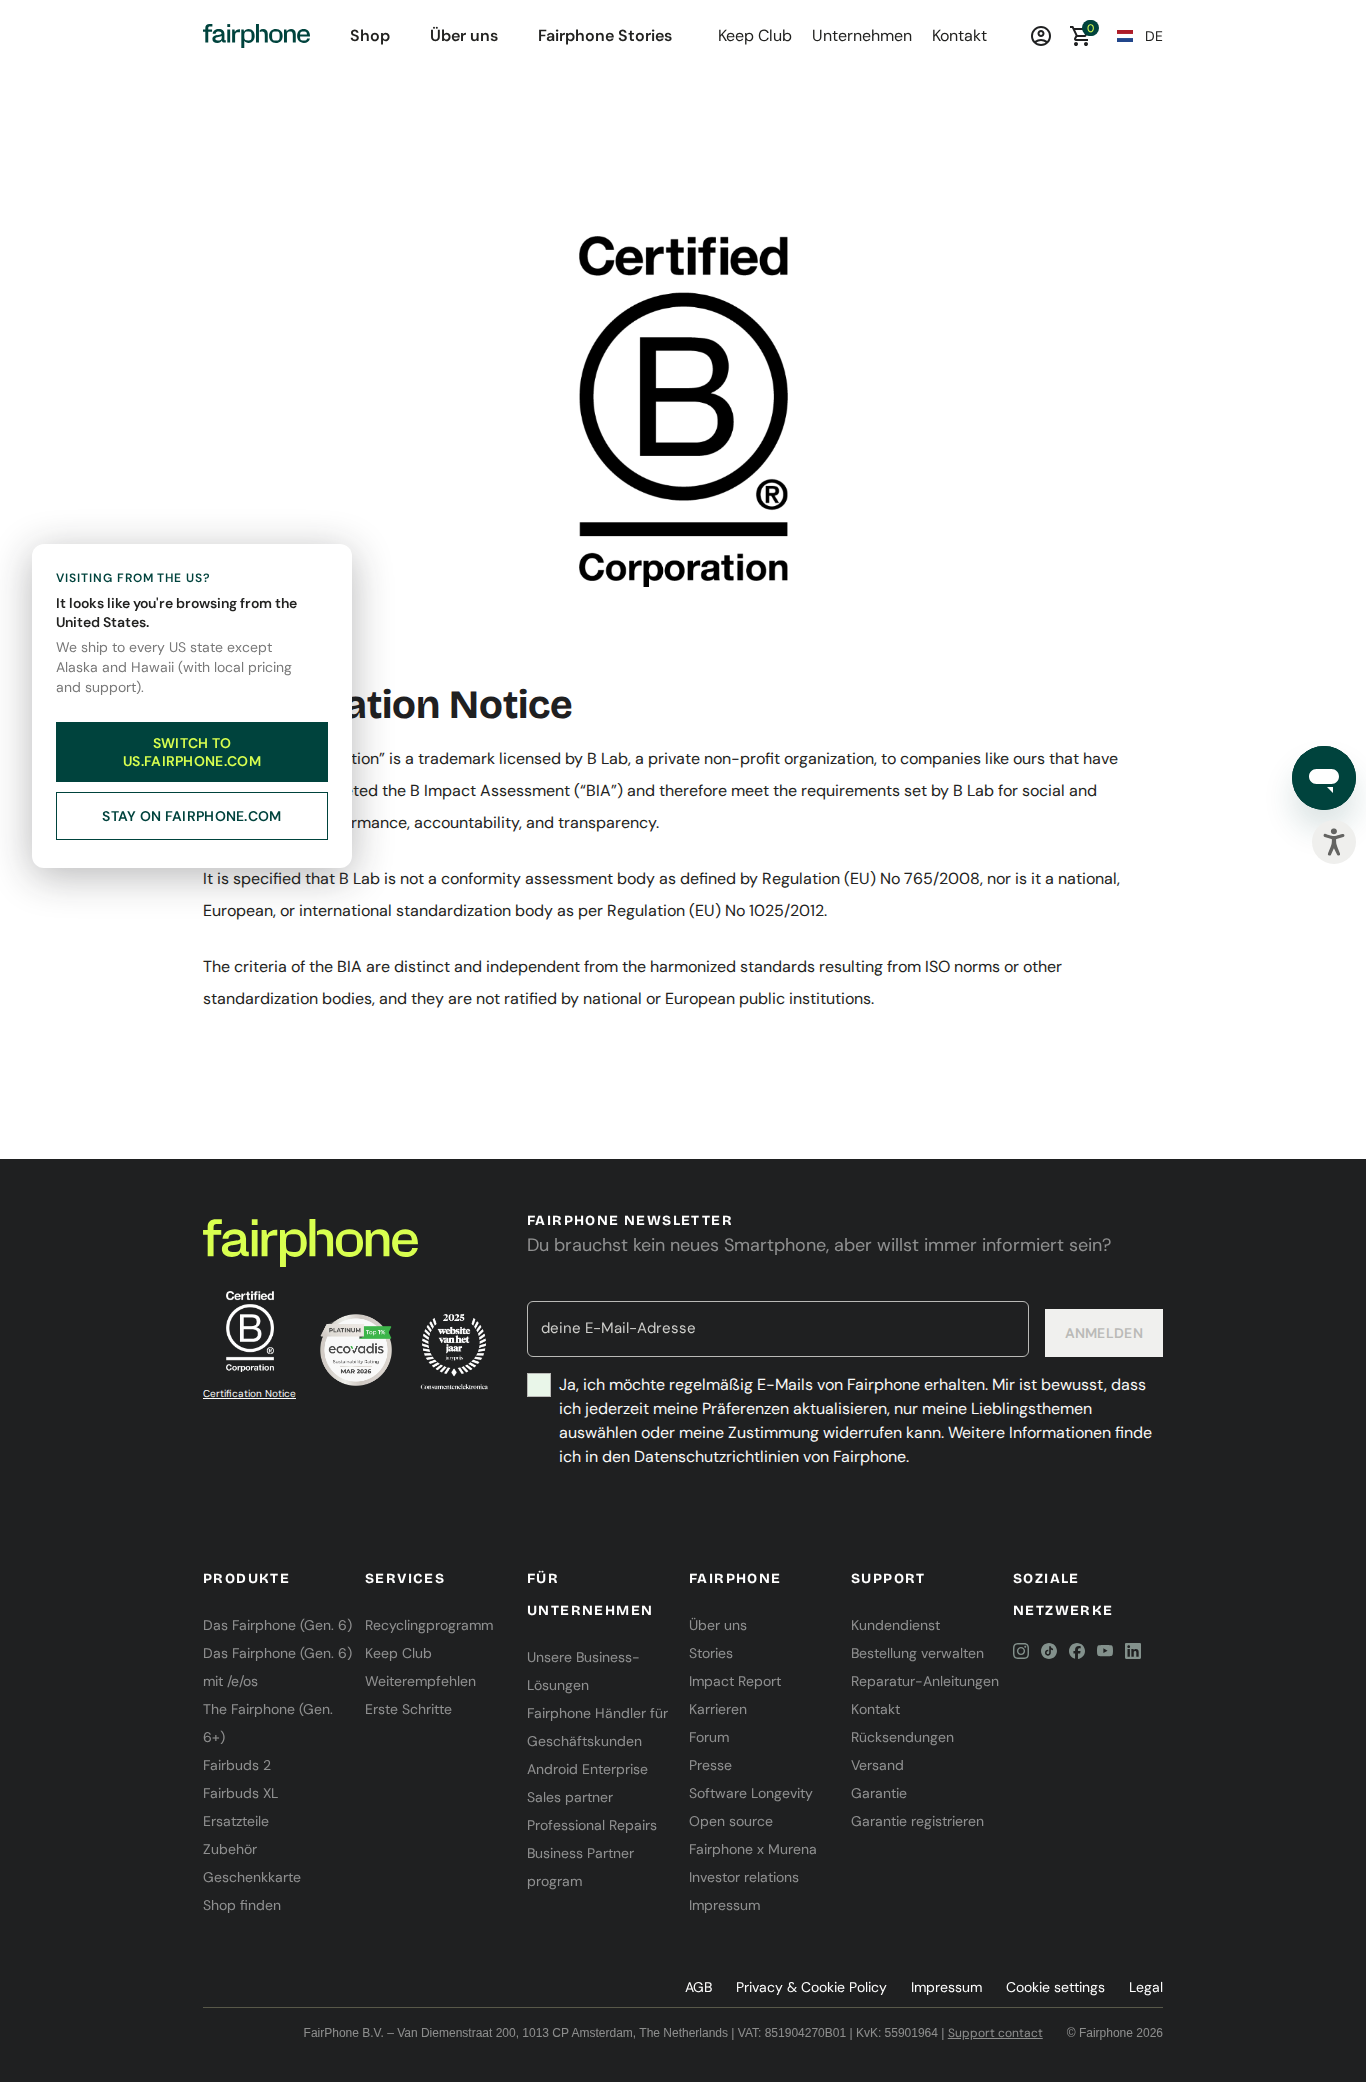 fairphone
Shop
Über uns
Fairphone Stories
Keep Club
Unternehmen
Kontakt
0
DE
Certified
B
®
Corporation
VISITING FROM THE US?
It looks like you're browsing from the
United States.
We ship to every US state except
Alaska and Hawaii (with local pricing
and support).
SWITCH TO
US.FAIRPHONE.COM
STAY ON FAIRPHONE.COM
ation Notice
tion” is a trademark licensed by B Lab, a private non-profit organization, to companies like ours that have
eted the B Impact Assessment (“BIA”) and therefore meet the requirements set by B Lab for social and
rmance, accountability, and transparency.
It is specified that B Lab is not a conformity assessment body as defined by Regulation (EU) No 765/2008, nor is it a national,
European, or international standardization body as per Regulation (EU) No 1025/2012.
The criteria of the BIA are distinct and independent from the harmonized standards resulting from ISO norms or other
standardization bodies, and they are not ratified by national or European public institutions.
fairphone
Certified
B
®
Corporation
Certification Notice
PLATINUM Top 1%
ecovadis
Sustainability Rating
MAR 2026
2025
website
van het
jaar
Consumentenelektronica
FAIRPHONE NEWSLETTER
Du brauchst kein neues Smartphone, aber willst immer informiert sein?
deine E-Mail-Adresse
ANMELDEN
Ja, ich möchte regelmäßig E-Mails von Fairphone erhalten. Mir ist bewusst, dass
ich jederzeit meine Präferenzen aktualisieren, nur meine Lieblingsthemen
auswählen oder meine Zustimmung widerrufen kann. Weitere Informationen finde
ich in den Datenschutzrichtlinien von Fairphone.
PRODUKTE
Das Fairphone (Gen. 6)
Das Fairphone (Gen. 6)
mit /e/os
The Fairphone (Gen.
6+)
Fairbuds 2
Fairbuds XL
Ersatzteile
Zubehör
Geschenkkarte
Shop finden
SERVICES
Recyclingprogramm
Keep Club
Weiterempfehlen
Erste Schritte
FÜR
UNTERNEHMEN
Unsere Business-
Lösungen
Fairphone Händler für
Geschäftskunden
Android Enterprise
Sales partner
Professional Repairs
Business Partner
program
FAIRPHONE
Über uns
Stories
Impact Report
Karrieren
Forum
Presse
Software Longevity
Open source
Fairphone x Murena
Investor relations
Impressum
SUPPORT
Kundendienst
Bestellung verwalten
Reparatur-Anleitungen
Kontakt
Rücksendungen
Versand
Garantie
Garantie registrieren
SOZIALE
NETZWERKE
AGB
Privacy & Cookie Policy
Impressum
Cookie settings
Legal
FairPhone B.V. – Van Diemenstraat 200, 1013 CP Amsterdam, The Netherlands | VAT: 851904270B01 | KvK: 55901964 | Support contact
© Fairphone 2026